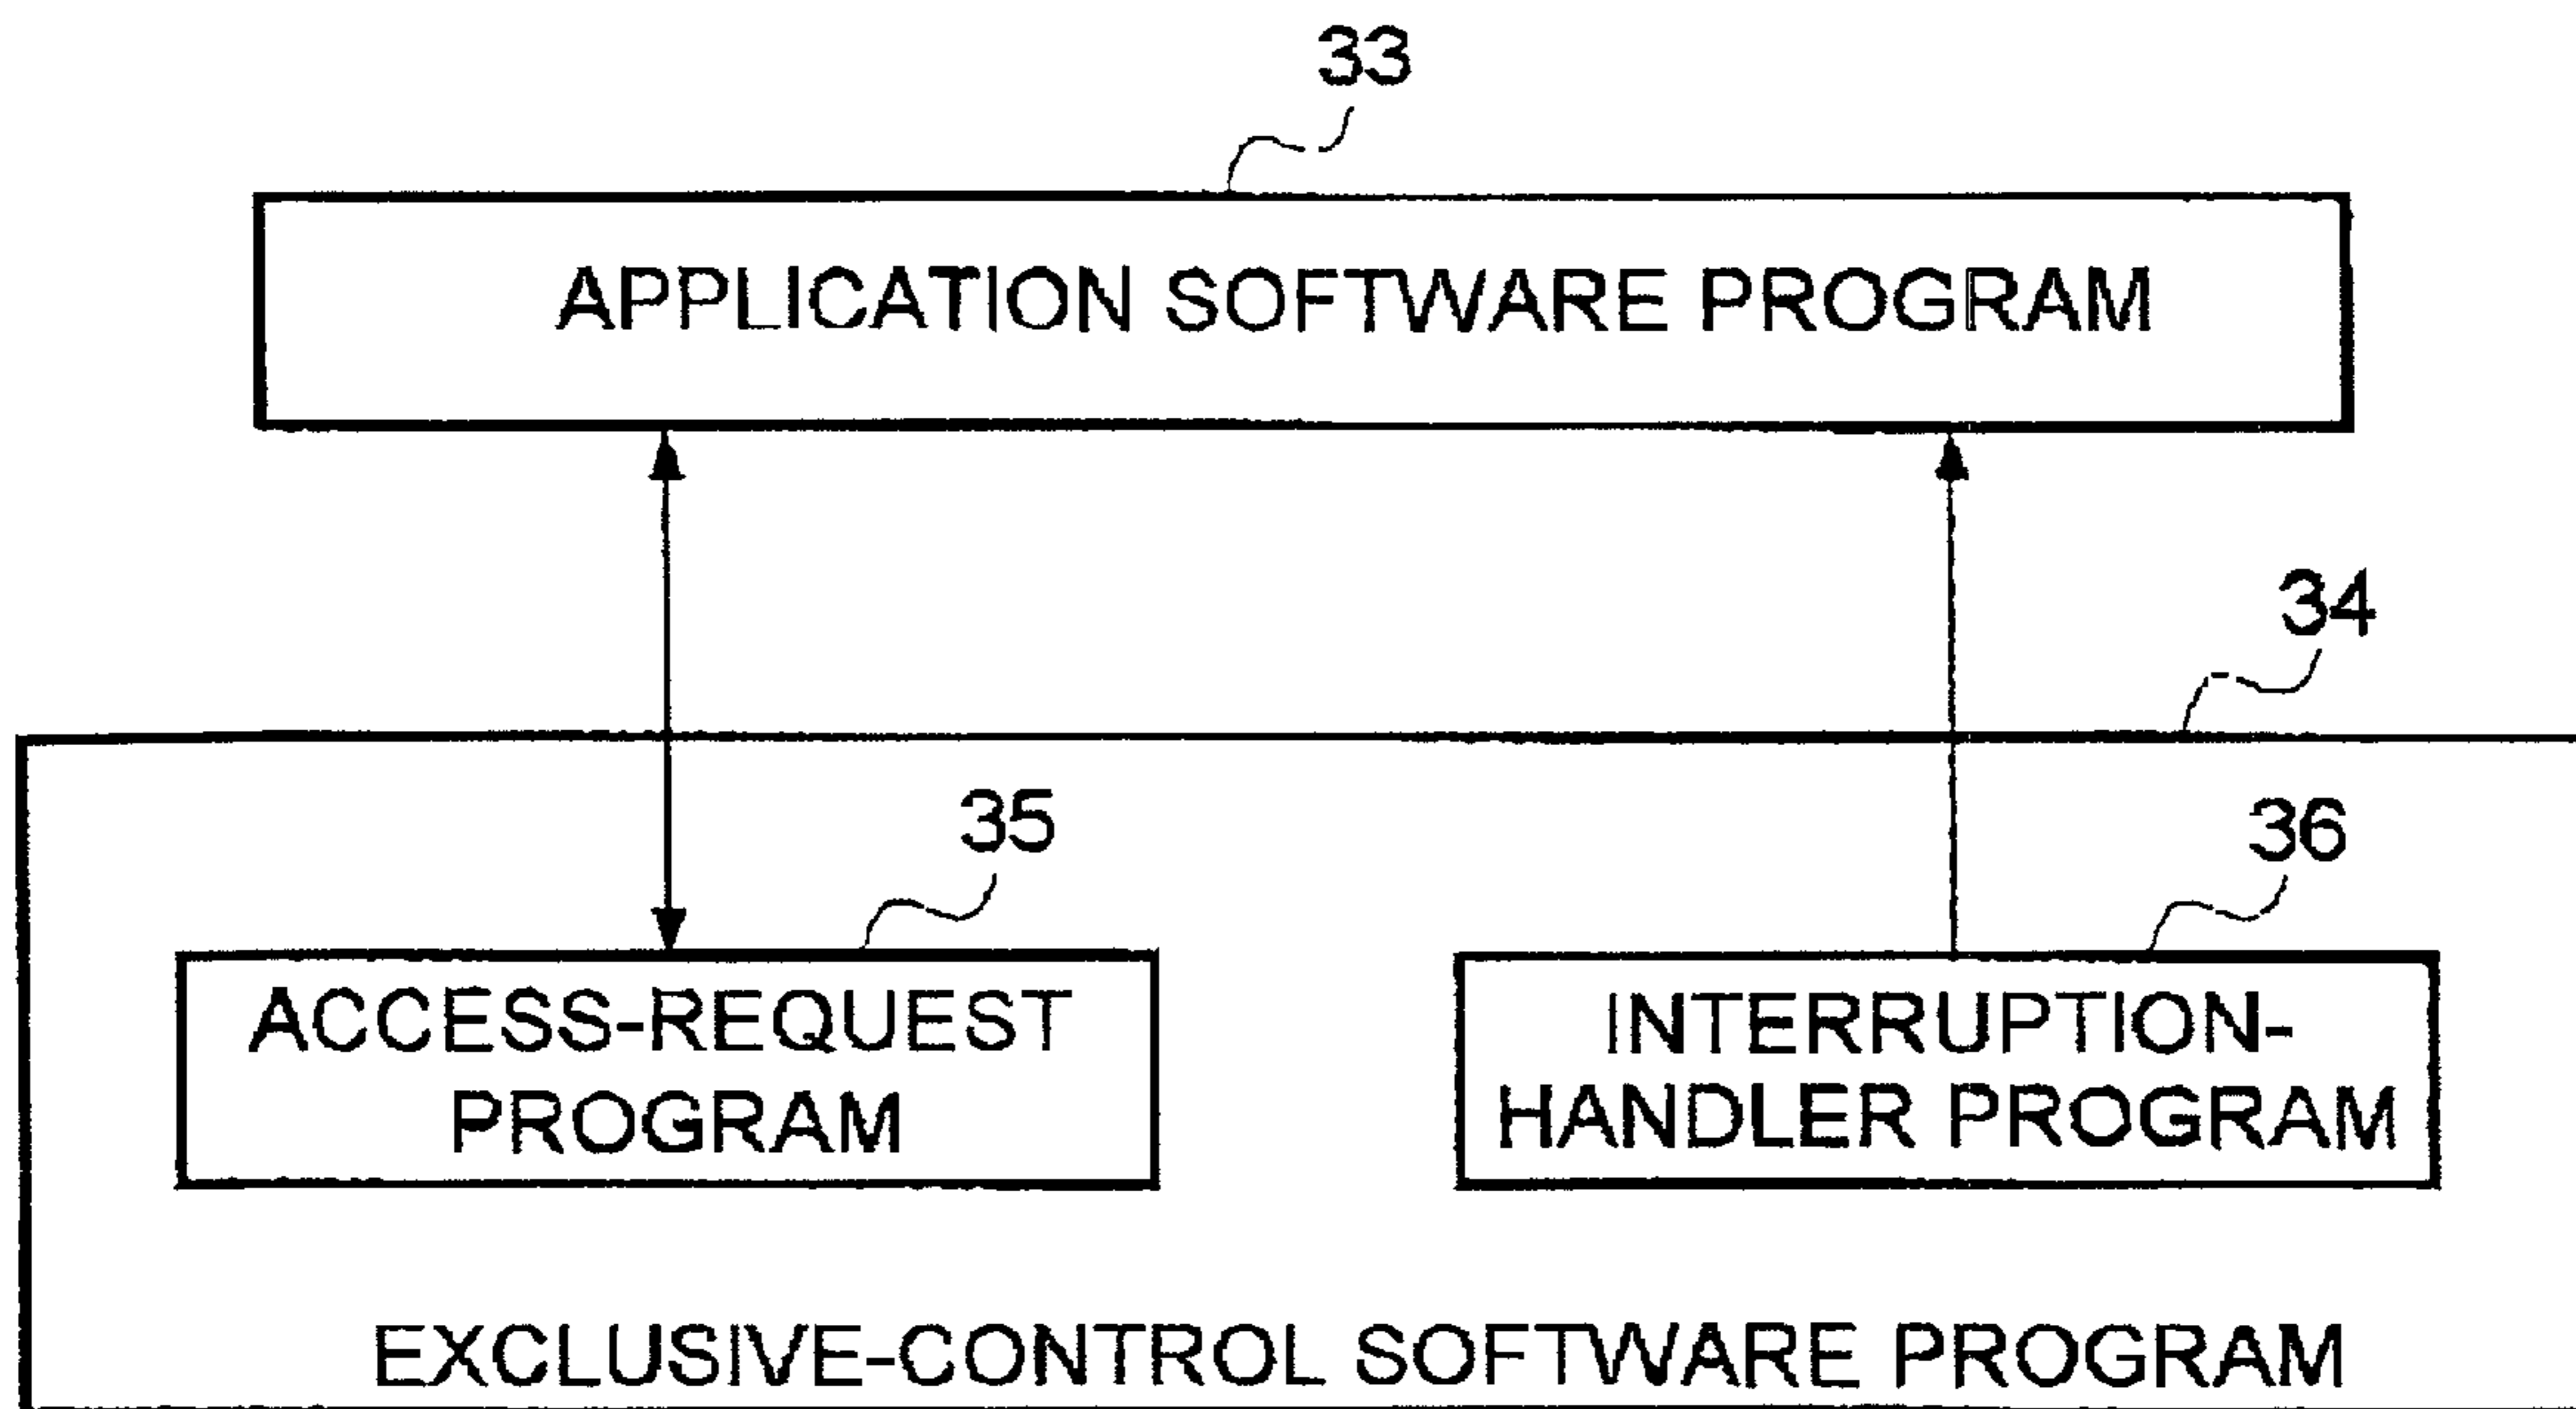 33
APPLICATION SOFTWARE PROGRAM
34
35
36
ACCESS-REQUEST
PROGRAM
INTERRUPTION-
HANDLER PROGRAM
EXCLUSIVE-CONTROL SOFTWARE PROGRAM